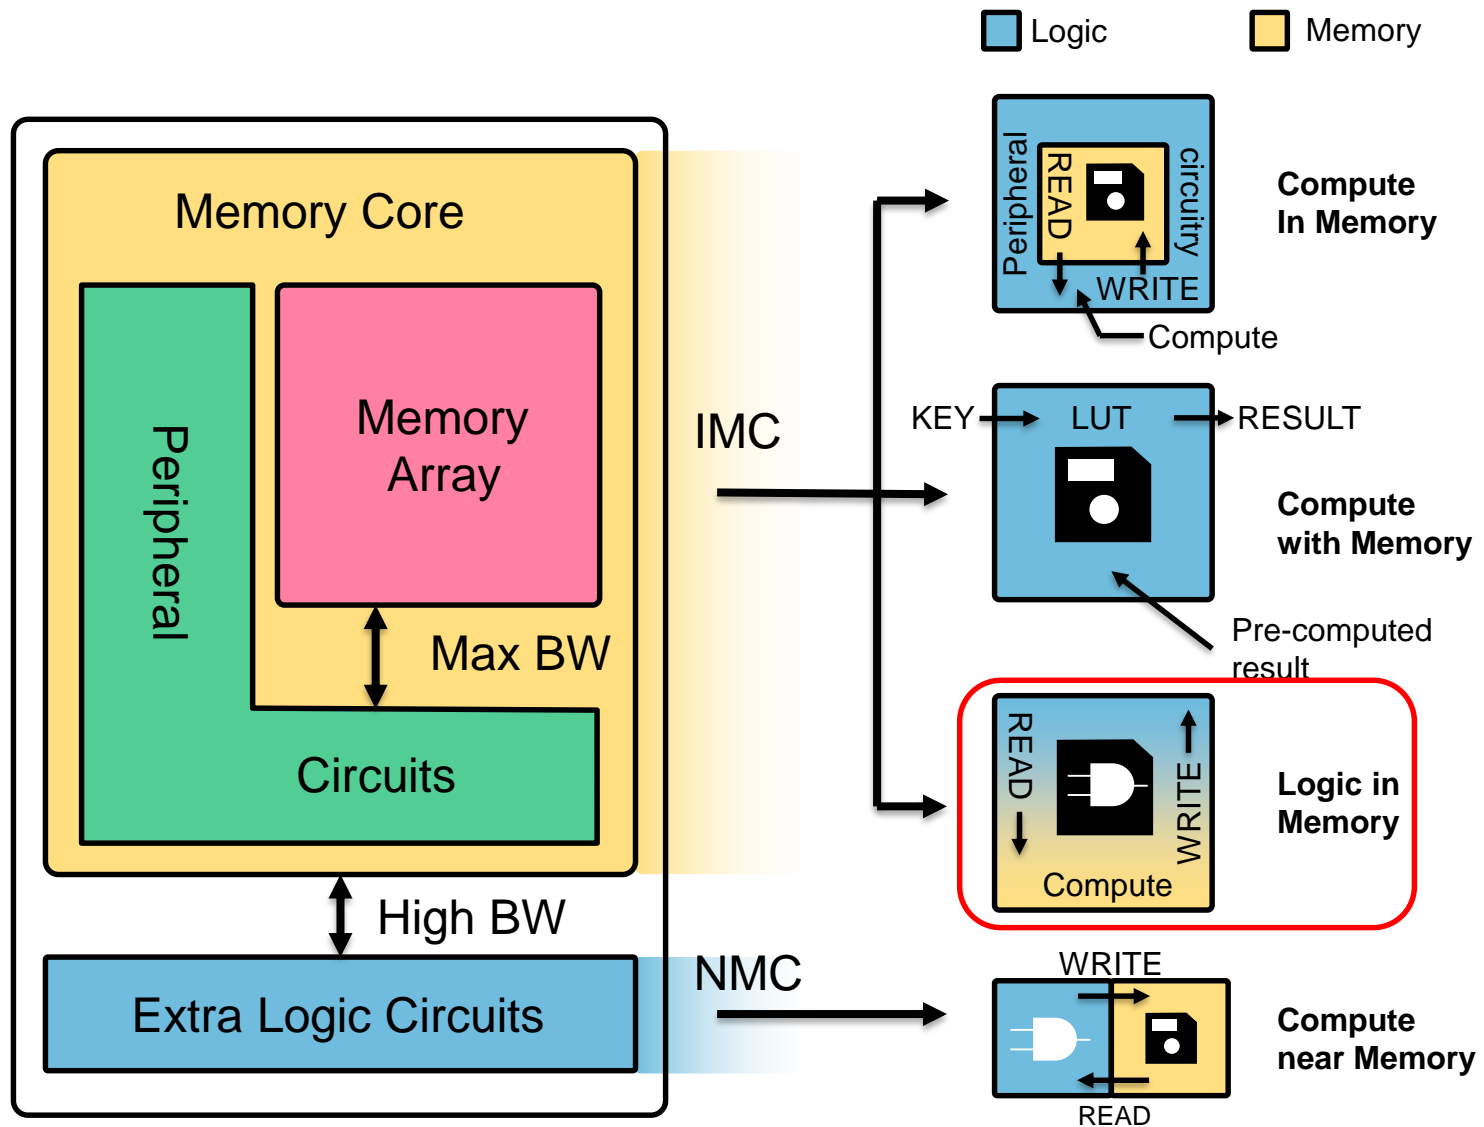 Logic
Memory
Memory Core
Memory
Array
Peripheral
Circuits
Max BW
High BW
Extra Logic Circuits
IMC
NMC
Peripheral
circuitry
READ
WRITE
Compute
Compute
In Memory
KEY
LUT
RESULT
Compute
with Memory
Pre-computed
result
READ
WRITE
Compute
Logic in
Memory
WRITE
READ
Compute
near Memory